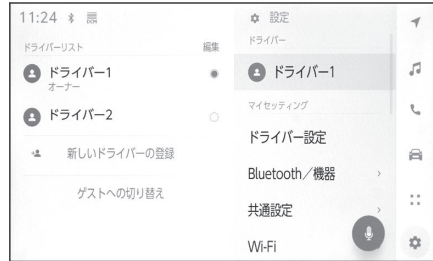 11:24
ドライバーリスト 編集
ドライバー1
オーナー
ドライバー2
新しいドライバーの登録
ゲストへの切り替え
設定
ドライバー
ドライバー1
マイセッティング
ドライバー設定
Bluetooth／機器
共通設定
Wi-Fi